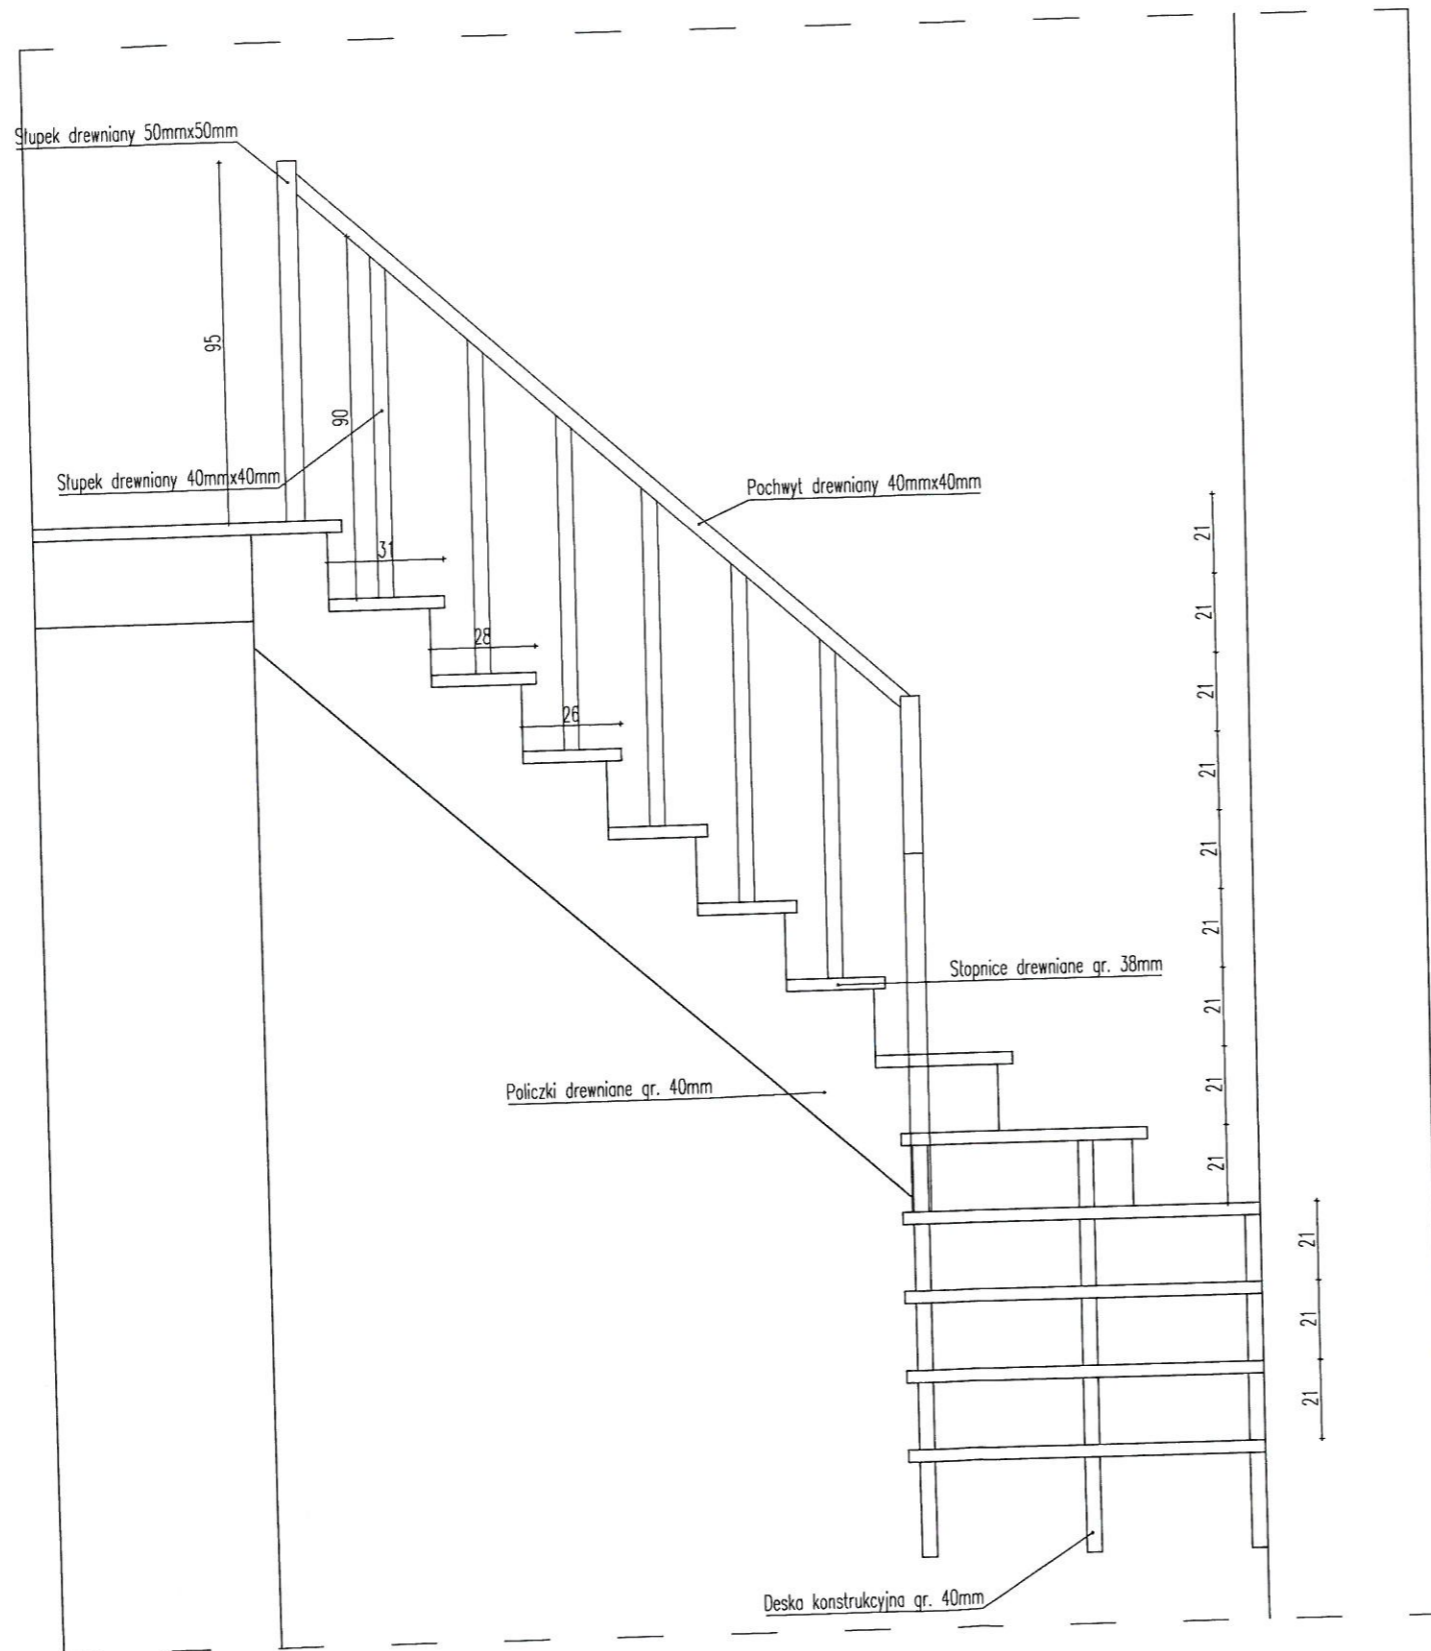 Słupek drewniany 50mmx50mm
95
90
Słupek drewniany 40mmx40mm
Pochwyt drewniany 40mmx40mm
31
28
26
21
21
21
21
21
21
21
21
21
Stopnice drewniane gr. 38mm
Policzki drewniane gr. 40mm
21
21
21
Deska konstrukcyjna gr. 40mm